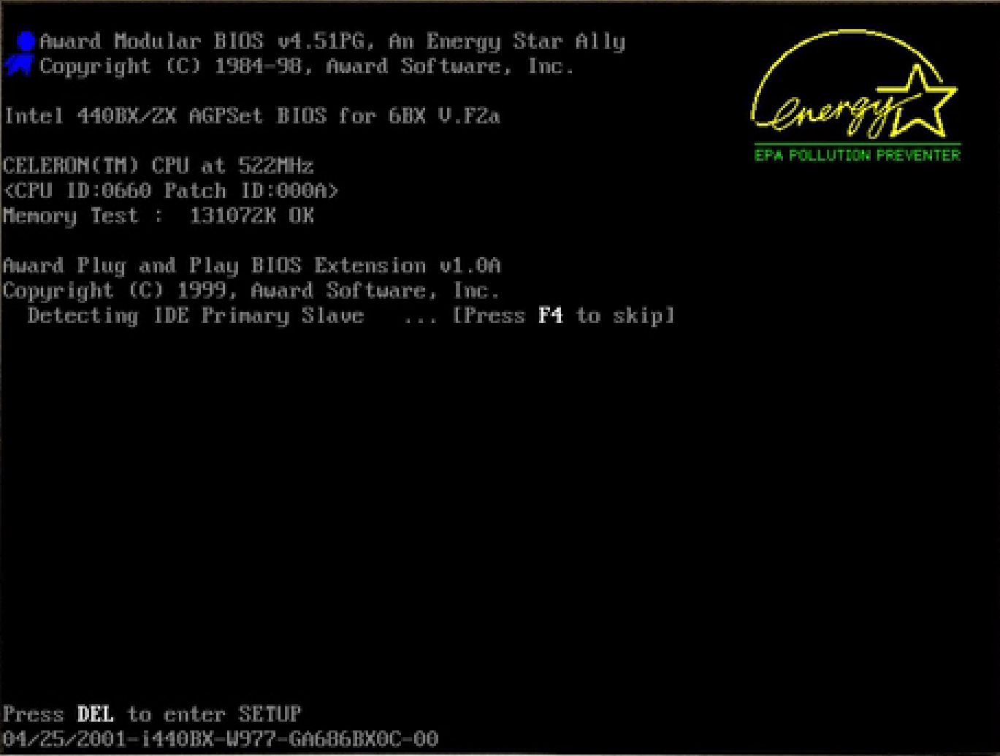 Award Modular BIOS v4.51PG, An Energy Star Ally
Copyright (C) 1984-98, Award Software, Inc.
energy
EPA POLLUTION PREVENTER
Intel 440BX/ZX AGPSet BIOS for 6BX V.F2a
CELERON(TM) CPU at 522MHz
<CPU ID:0660 Patch ID:000A>
Memory Test :  131072K OK
Award Plug and Play BIOS Extension v1.0A
Copyright (C) 1999, Award Software, Inc.
Detecting IDE Primary Slave   ... [Press F4 to skip]
Press DEL to enter SETUP
04/25/2001-i440BX-W977-GA686BX0C-00